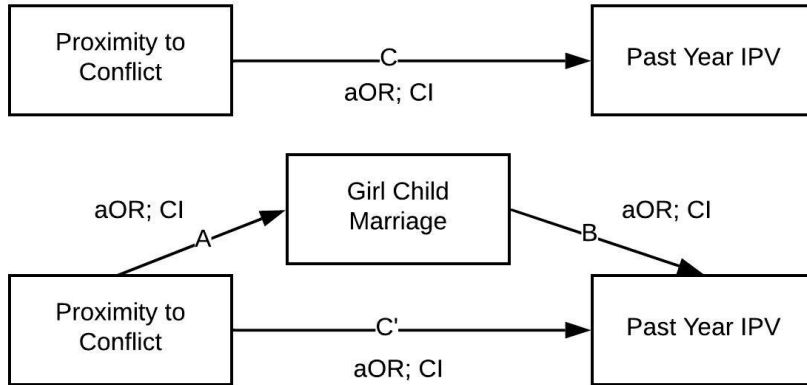 Proximity to
Conflict
C
aOR; CI
Past Year IPV
Girl Child
Marriage
aOR; CI
A
aOR; CI
B
Proximity to
Conflict
C'
aOR; CI
Past Year IPV